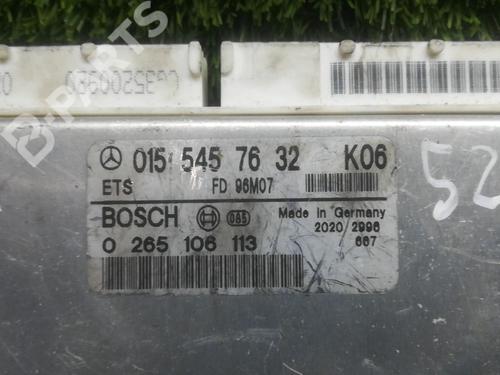 B-PARTS
CG352009E0
015 545 76 32 K06
ETS FD 96M07
BOSCH 065 Made in Germany
2020/2996
0 265 106 113 667
52